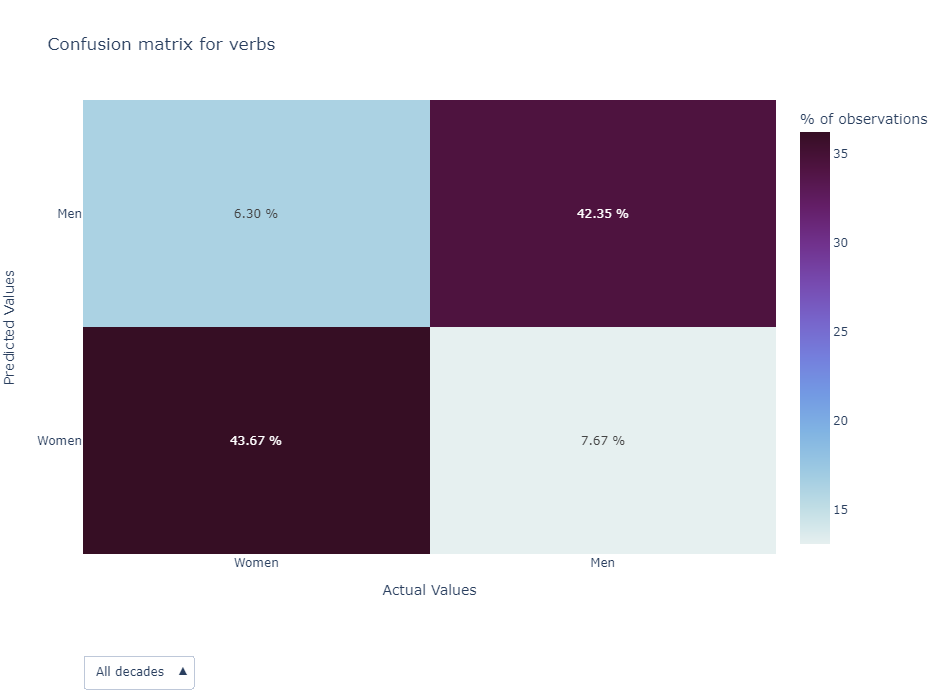 Confusion matrix for verbs
% of observations
35
30
25
20
15
Predicted Values
Men
6.30 %
42.35 %
Women
43.67 %
7.67 %
Women
Men
Actual Values
All decades ▲